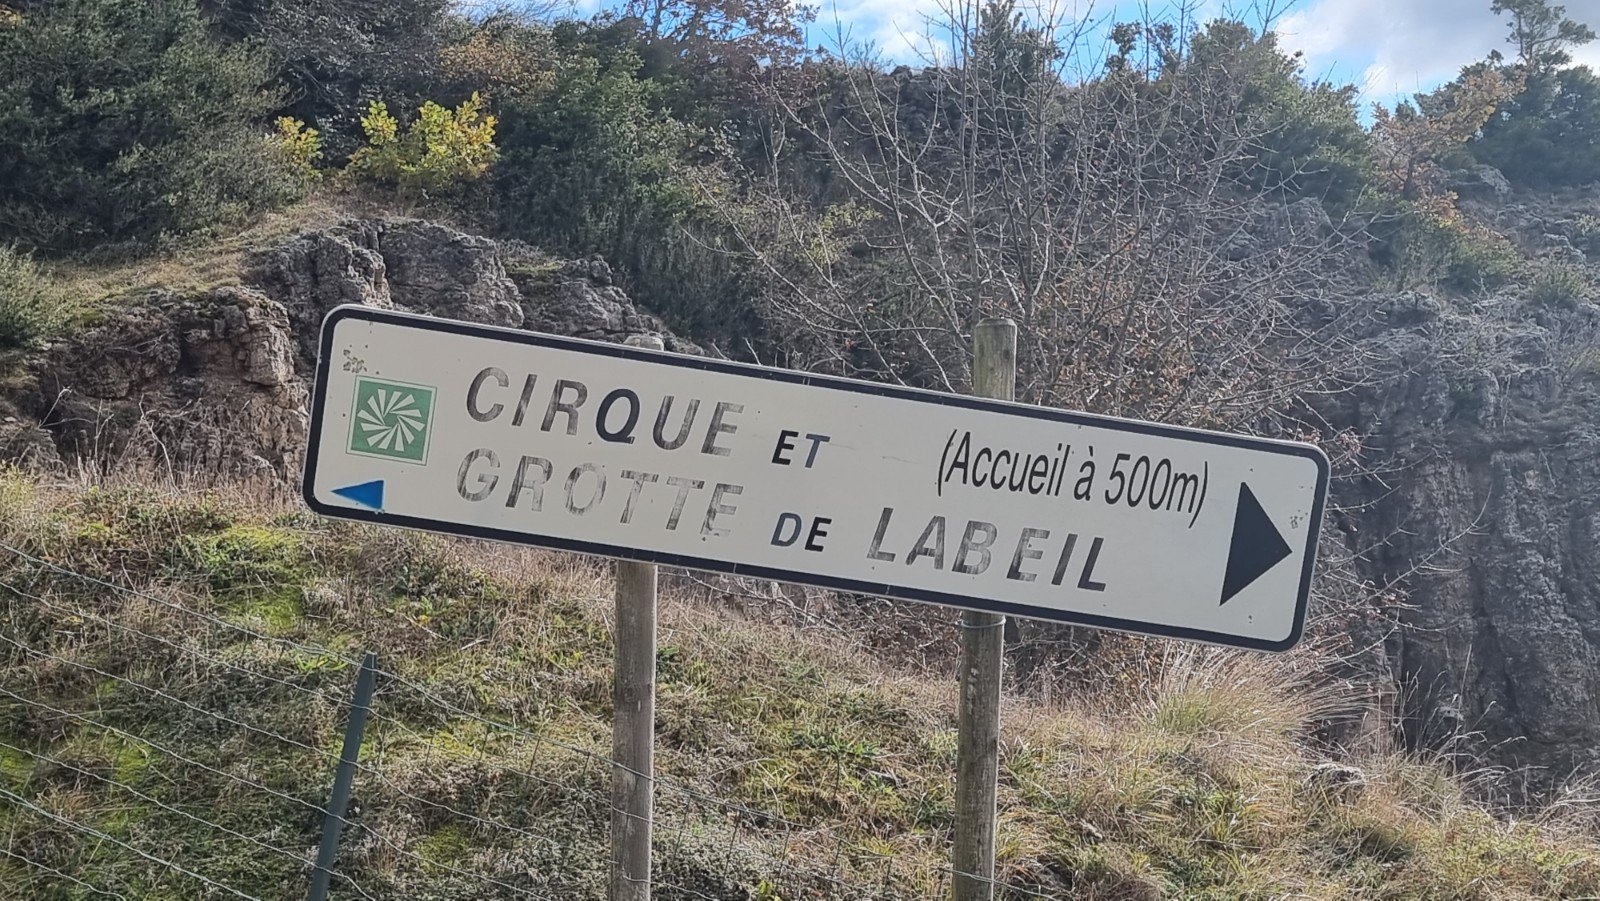 CIRQUE ET
GROTTE DE LABEIL
(Accueil à 500m)